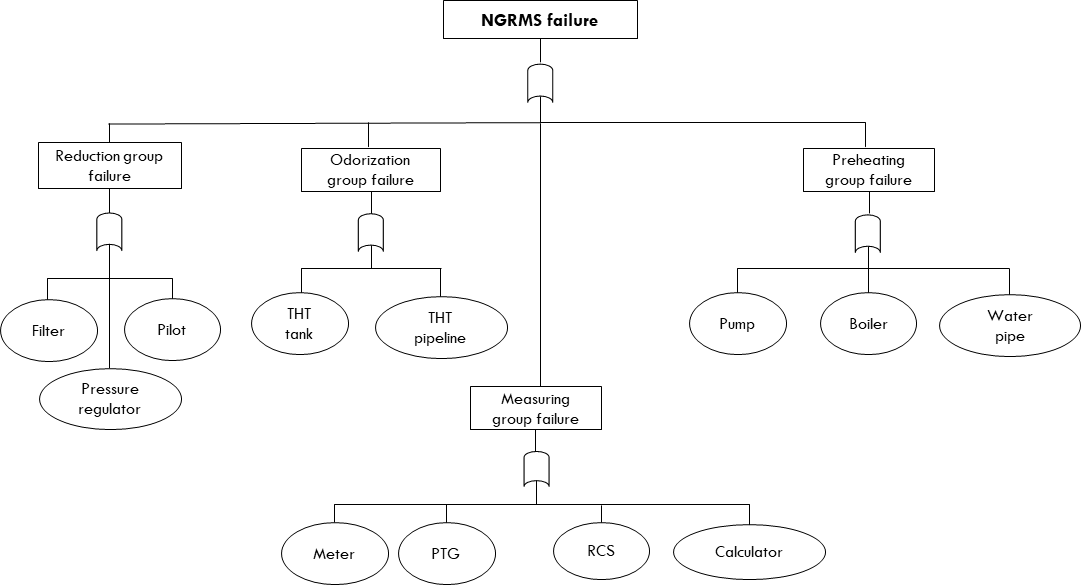 NGRMS failure
Reduction group
failure
Odorization
group failure
Preheating
group failure
Filter
Pilot
Pressure
regulator
THT
tank
THT
pipeline
Pump
Boiler
Water
pipe
Measuring
group failure
Meter
PTG
RCS
Calculator